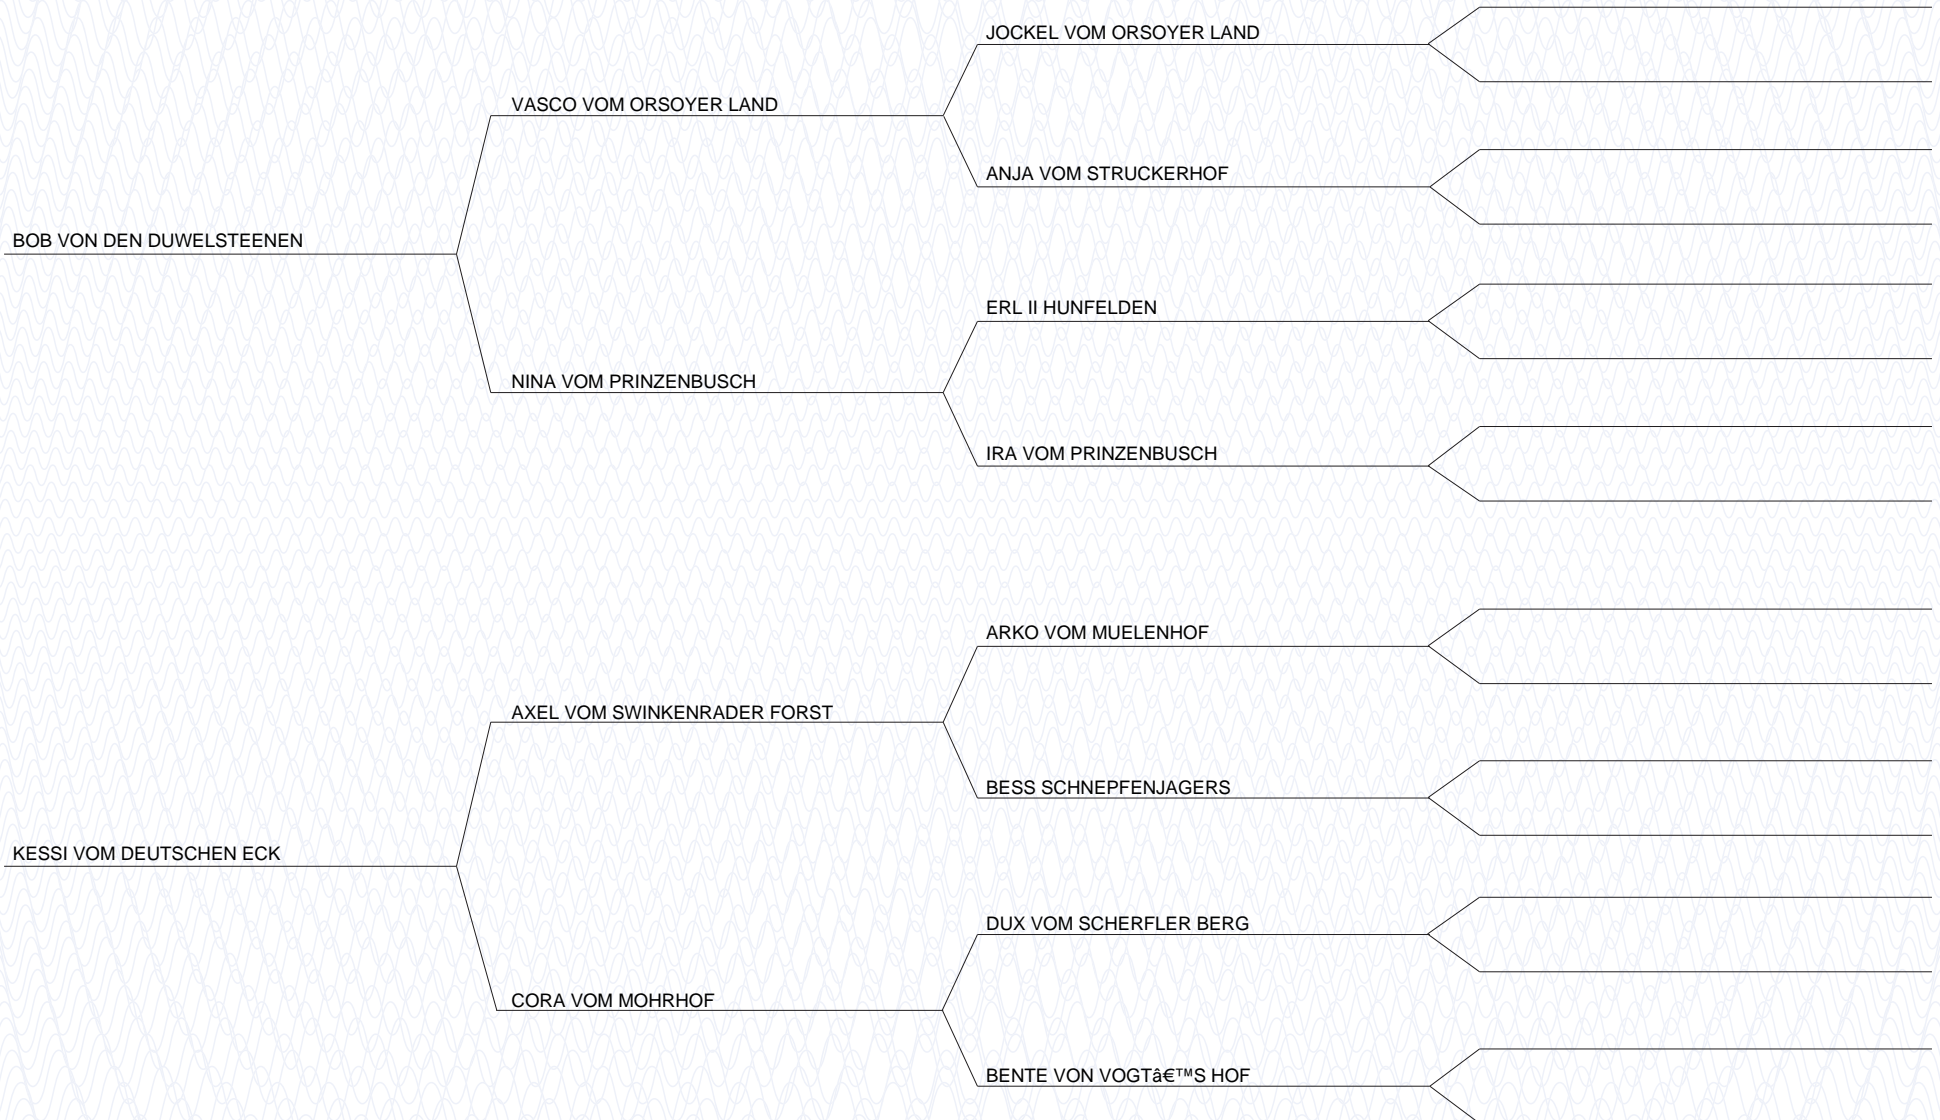 JOCKEL VOM ORSOYER LAND
VASCO VOM ORSOYER LAND
ANJA VOM STRUCKERHOF
BOB VON DEN DUWELSTEENEN
ERL II HUNFELDEN
NINA VOM PRINZENBUSCH
IRA VOM PRINZENBUSCH
ARKO VOM MUELENHOF
AXEL VOM SWINKENRADER FORST
BESS SCHNEPFENJAGERS
KESSI VOM DEUTSCHEN ECK
DUX VOM SCHERFLER BERG
CORA VOM MOHRHOF
BENTE VON VOGTâ€™S HOF